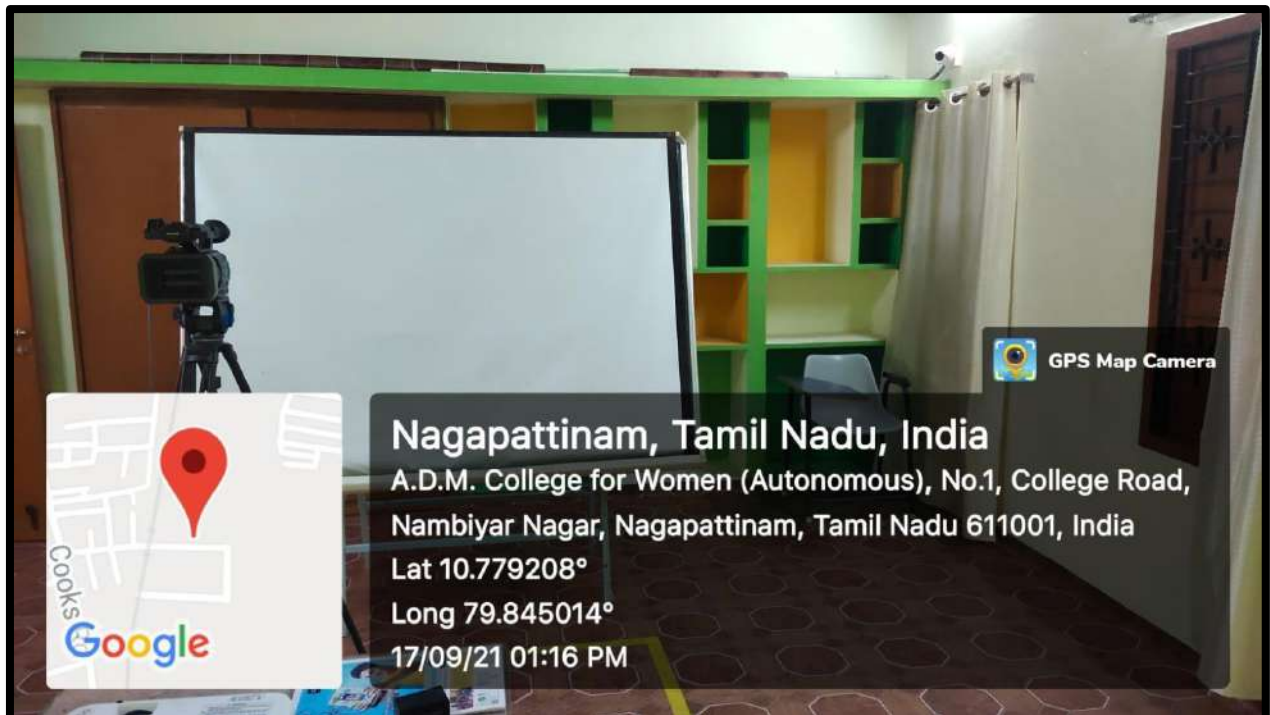 GPS Map Camera
Nagapattinam, Tamil Nadu, India
A.D.M. College for Women (Autonomous), No.1, College Road,
Nambiyar Nagar, Nagapattinam, Tamil Nadu 611001, India
Lat 10.779208°
Long 79.845014°
17/09/21 01:16 PM
Cooks
Google